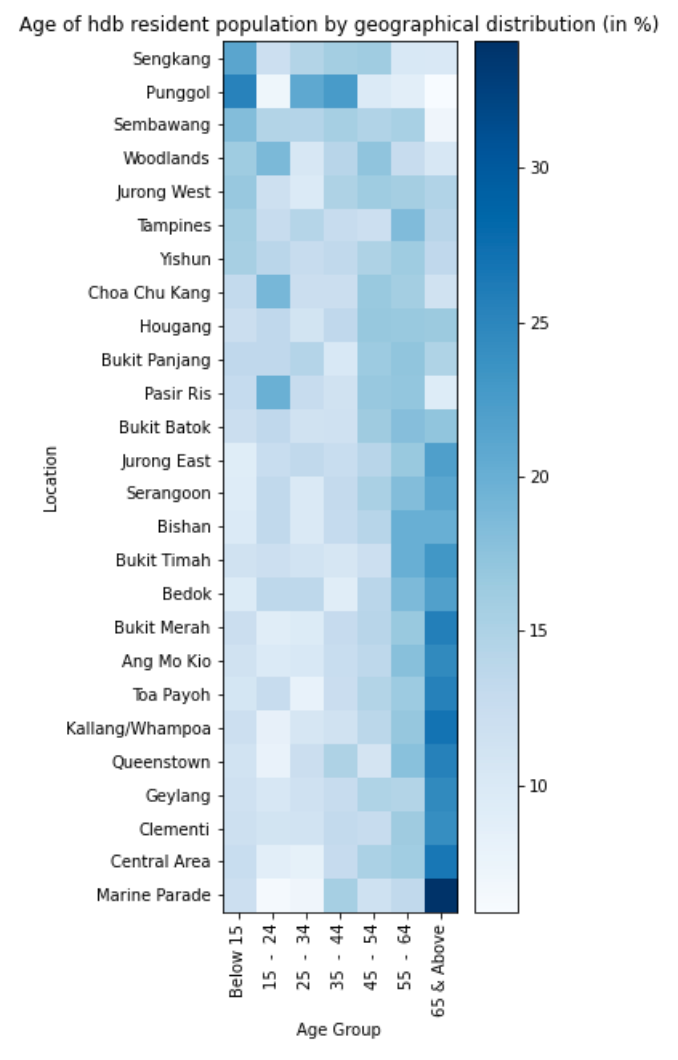 Age of hdb resident population by geographical distribution (in %)
Sengkang
Punggol
Sembawang
Woodlands
Jurong West
Tampines
Yishun
Choa Chu Kang
Hougang
Bukit Panjang
Pasir Ris
Bukit Batok
Jurong East
Serangoon
Bishan
Bukit Timah
Bedok
Bukit Merah
Ang Mo Kio
Toa Payoh
Kallang/Whampoa
Queenstown
Geylang
Clementi
Central Area
Marine Parade
Location
Below 15
15 - 24
25 - 34
35 - 44
45 - 54
55 - 64
65 & Above
Age Group
30
25
20
15
10